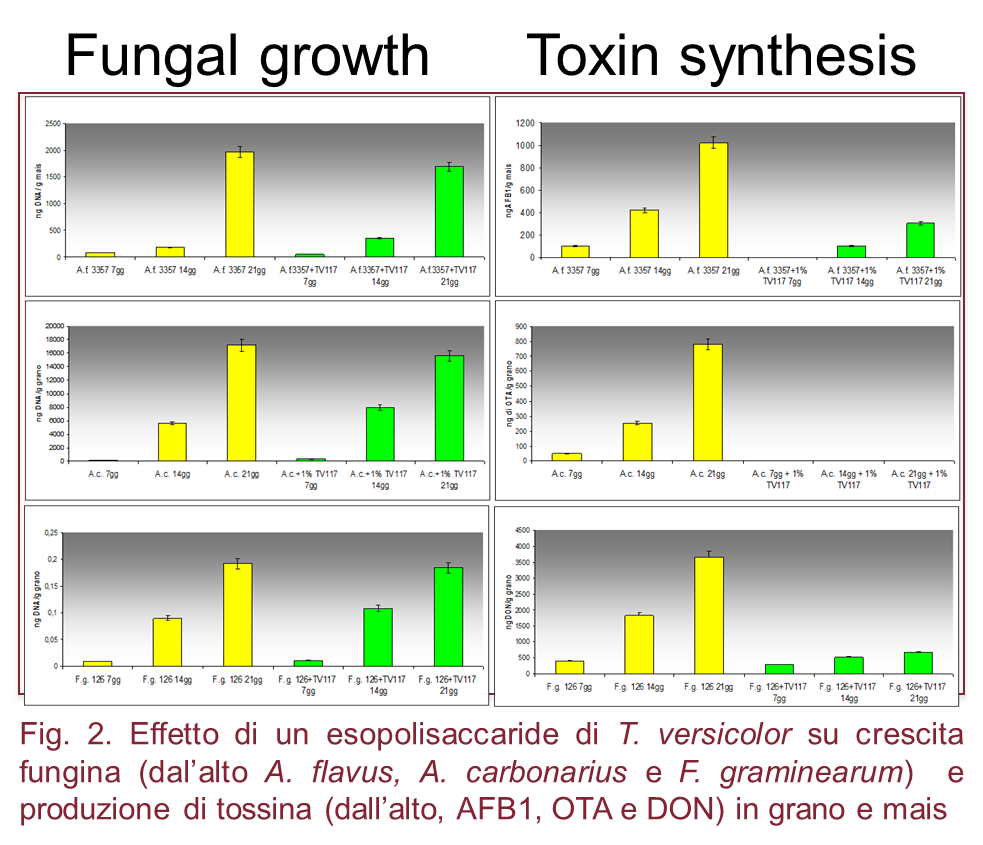 Fungal growth
Toxin synthesis
2500
2000
1500
1000
500
0
ng DNA / g mais
A.f. 3357 7gg A.f. 3357 14gg A.f. 3357 21gg A.f.3357+TV117 A.f.3357+TV117 A.f.3357+TV117
7gg 14gg 21gg
1200
1000
800
600
400
200
0
ngAFB1/g mais
A.f. 3357 7gg A.f. 3357 14gg A.f. 3357 21gg A.f. 3357+1% A.f. 3357+1% A.f. 3357+1%
TV117 7gg TV117 14gg TV117 21gg
20000
18000
16000
14000
12000
10000
8000
6000
4000
2000
0
ng DNA/g grano
A.c. 7gg A.c. 14gg A.c. 21gg A.c.+1% TV117 A.c.+1% TV117 A.c.+1% TV117
7gg 14gg 21gg
900
800
700
600
500
400
300
200
100
0
ng di OTA/g grano
A.c. 7gg A.c. 14gg A.c. 21gg A.c. 7gg + 1% A.c. 14gg + 1% A.c. 21gg + 1%
TV117 TV117 TV117
0,25
0,2
0,15
0,1
0,05
0
ng DNA/g grano
F.g. 126 7gg F.g. 126 14gg F.g. 126 21gg F.g. 126+TV117 F.g. 126+TV117 F.g. 126+TV117
7gg 14gg 21gg
4500
4000
3500
3000
2500
2000
1500
1000
500
0
ngDON/g grano
F.g. 126 7gg F.g. 126 14gg F.g. 126 21gg F.g. 126+TV117 F.g. 126+TV117 F.g. 126+TV117
7gg 14gg 21gg
Fig. 2. Effetto di un esopolisaccaride di T. versicolor su crescita
fungina (dal’alto A. flavus, A. carbonarius e F. graminearum) e
produzione di tossina (dall’alto, AFB1, OTA e DON) in grano e mais